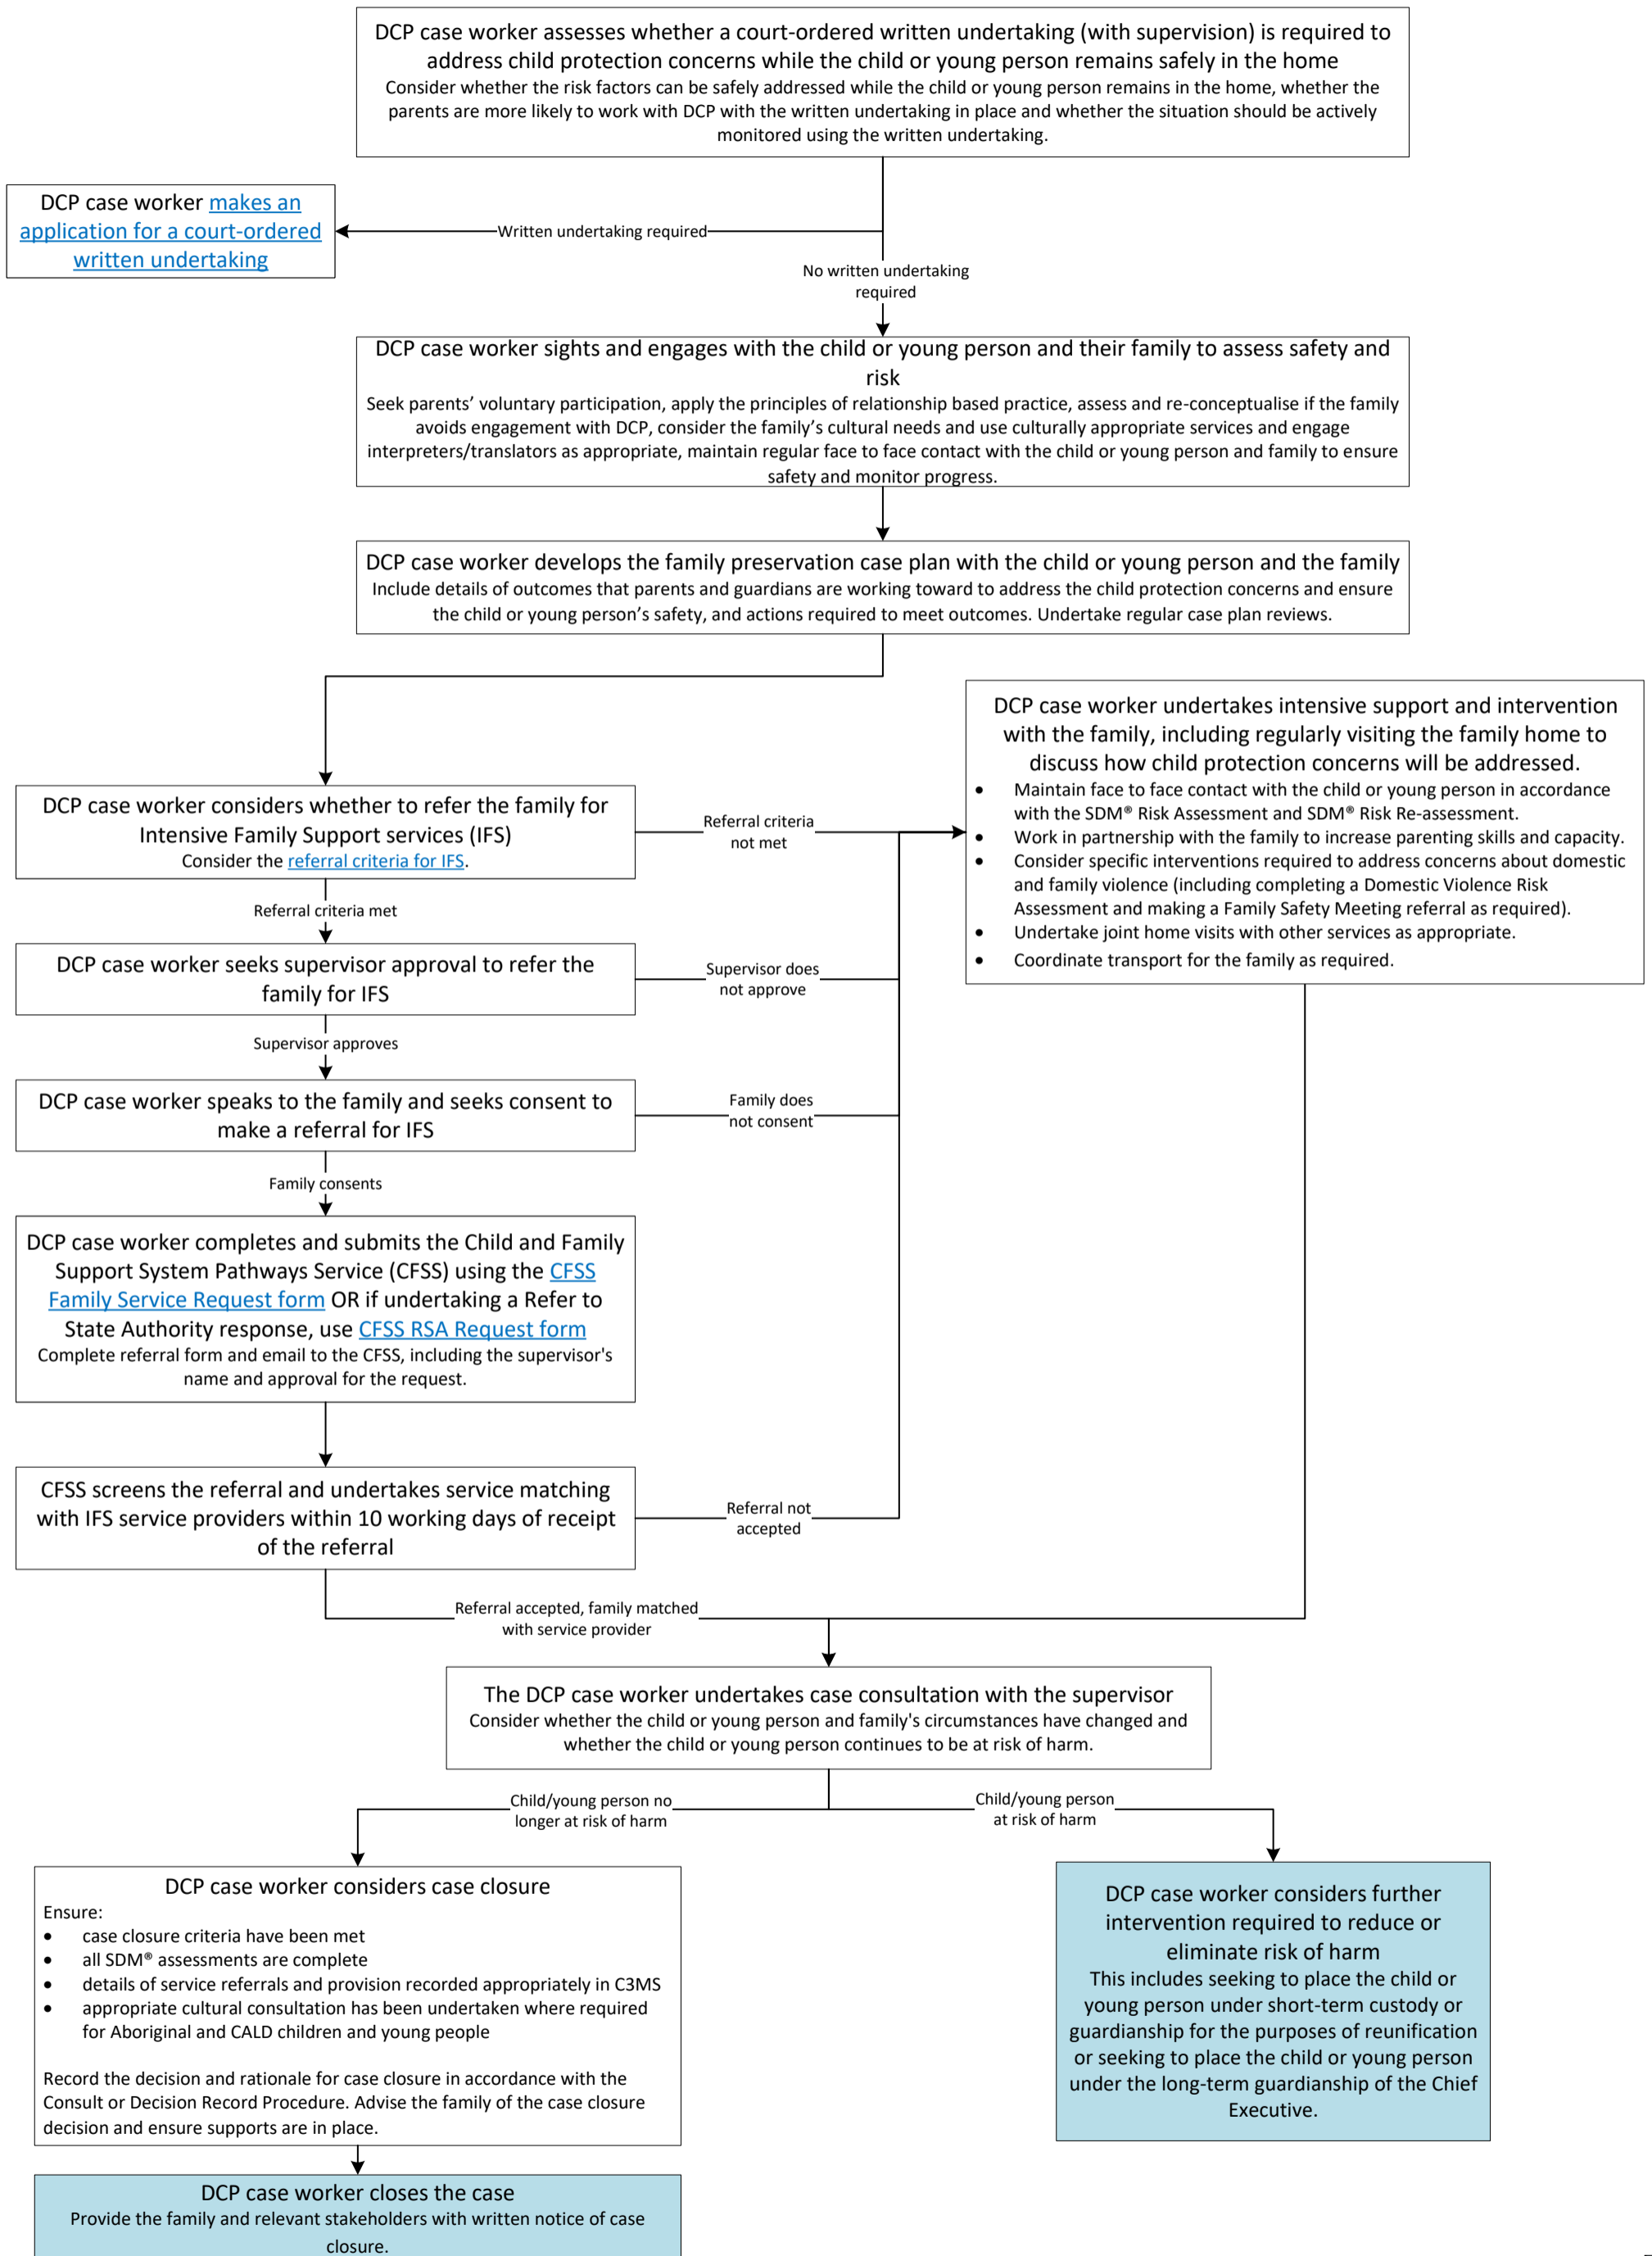 DCP case worker assesses whether a court-ordered written undertaking (with supervision) is required to
address child protection concerns while the child or young person remains safely in the home
Consider whether the risk factors can be safely addressed while the child or young person remains in the home, whether the
parents are more likely to work with DCP with the written undertaking in place and whether the situation should be actively
monitored using the written undertaking.
DCP case worker makes an
application for a court-ordered
written undertaking
Written undertaking required
No written undertaking
required
DCP case worker sights and engages with the child or young person and their family to assess safety and
risk
Seek parents’ voluntary participation, apply the principles of relationship based practice, assess and re-conceptualise if the family
avoids engagement with DCP, consider the family’s cultural needs and use culturally appropriate services and engage
interpreters/translators as appropriate, maintain regular face to face contact with the child or young person and family to ensure
safety and monitor progress.
DCP case worker develops the family preservation case plan with the child or young person and the family
Include details of outcomes that parents and guardians are working toward to address the child protection concerns and ensure
the child or young person’s safety, and actions required to meet outcomes. Undertake regular case plan reviews.
DCP case worker undertakes intensive support and intervention
with the family, including regularly visiting the family home to
discuss how child protection concerns will be addressed.
• Maintain face to face contact with the child or young person in accordance
with the SDM® Risk Assessment and SDM® Risk Re-assessment.
• Work in partnership with the family to increase parenting skills and capacity.
• Consider specific interventions required to address concerns about domestic
and family violence (including completing a Domestic Violence Risk
Assessment and making a Family Safety Meeting referral as required).
• Undertake joint home visits with other services as appropriate.
• Coordinate transport for the family as required.
DCP case worker considers whether to refer the family for
Intensive Family Support services (IFS)
Consider the referral criteria for IFS.
Referral criteria
not met
Referral criteria met
DCP case worker seeks supervisor approval to refer the
family for IFS
Supervisor does
not approve
Supervisor approves
DCP case worker speaks to the family and seeks consent to
make a referral for IFS
Family does
not consent
Family consents
DCP case worker completes and submits the Child and Family
Support System Pathways Service (CFSS) using the CFSS
Family Service Request form OR if undertaking a Refer to
State Authority response, use CFSS RSA Request form
Complete referral form and email to the CFSS, including the supervisor's
name and approval for the request.
CFSS screens the referral and undertakes service matching
with IFS service providers within 10 working days of receipt
of the referral
Referral not
accepted
Referral accepted, family matched
with service provider
The DCP case worker undertakes case consultation with the supervisor
Consider whether the child or young person and family's circumstances have changed and
whether the child or young person continues to be at risk of harm.
Child/young person no
longer at risk of harm
Child/young person
at risk of harm
DCP case worker considers case closure
Ensure:
• case closure criteria have been met
• all SDM® assessments are complete
• details of service referrals and provision recorded appropriately in C3MS
• appropriate cultural consultation has been undertaken where required
for Aboriginal and CALD children and young people
Record the decision and rationale for case closure in accordance with the
Consult or Decision Record Procedure. Advise the family of the case closure
decision and ensure supports are in place.
DCP case worker considers further
intervention required to reduce or
eliminate risk of harm
This includes seeking to place the child or
young person under short-term custody or
guardianship for the purposes of reunification
or seeking to place the child or young person
under the long-term guardianship of the Chief
Executive.
DCP case worker closes the case
Provide the family and relevant stakeholders with written notice of case
closure.